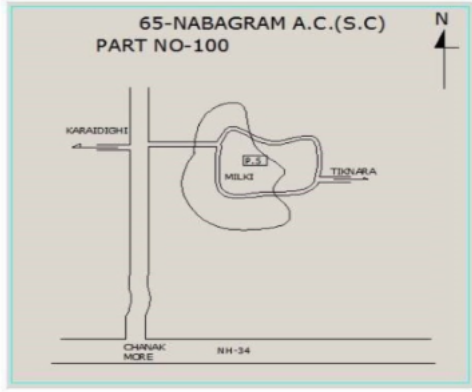 65-NABAGRAM A.C.(S.C)
N
PART NO-100
KARAIDIGHI
P.S
MILKI
TIKNARA
CHANAK
MORE
NH-34